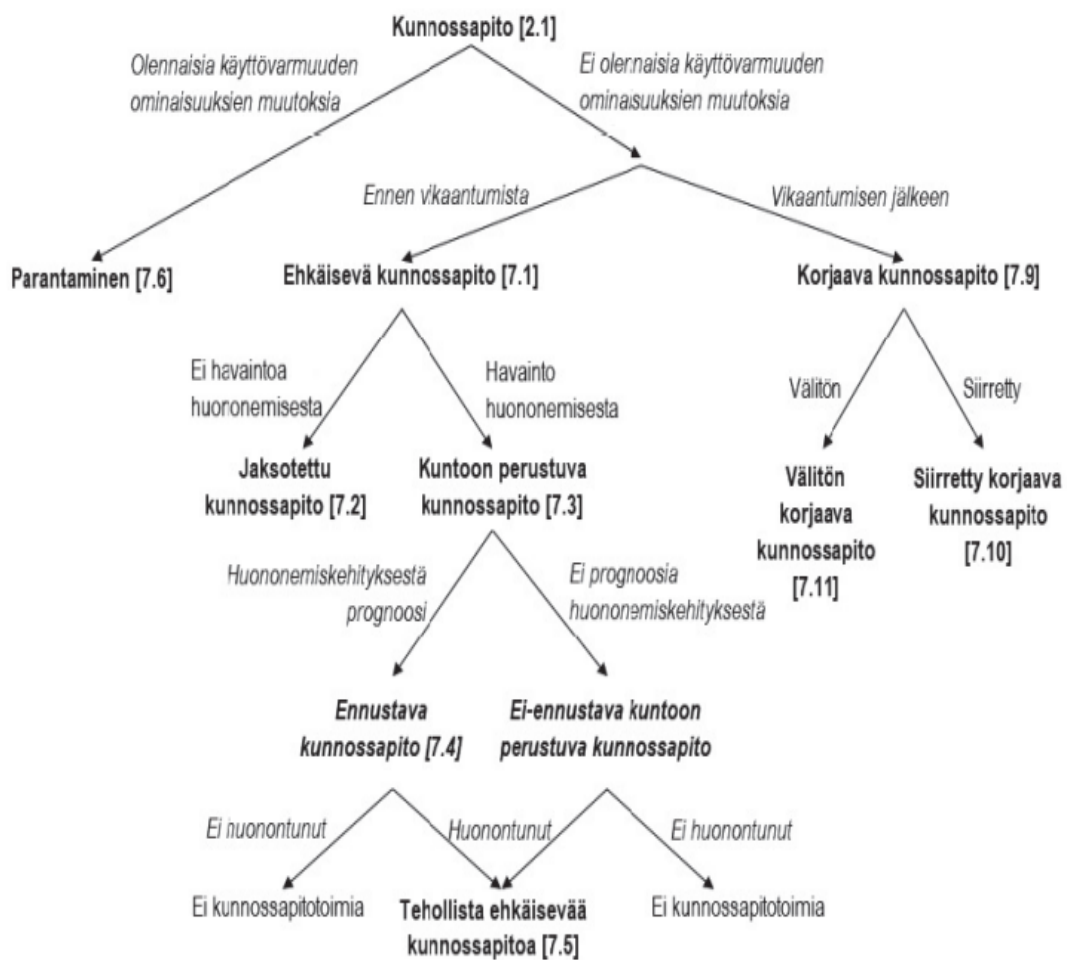 Kunnossapito [2.1]
Olennaisia käyttövarmuuden
ominaisuuksien muutoksia
Ei olennaisia käyttövarmuuden
ominaisuuksien muutoksia
Ennen vikaantumista
Vikaantumisen jälkeen
Parantaminen [7.6]
Ehkäisevä kunnossapito [7.1]
Korjaava kunnossapito [7.9]
Ei havaintoa
huononemisesta
Havainto
huononemisesta
Välitön
Siirretty
Jaksotettu
kunnossapito [7.2]
Kuntoon perustuva
kunnossapito [7.3]
Välitön
korjaava
kunnossapito
[7.11]
Siirretty korjaava
kunnossapito
[7.10]
Huononemiskehityksestä
prognoosi
Ei prognoosia
huononemiskehityksestä
Ennustava
kunnossapito [7.4]
Ei-ennustava kuntoon
perustuva kunnossapito
Ei huonontunut
Huonontunut
Ei huonontunut
Ei kunnossapitotoimia
Tehollista ehkäisevää
kunnossapitoa [7.5]
Ei kunnossapitotoimia